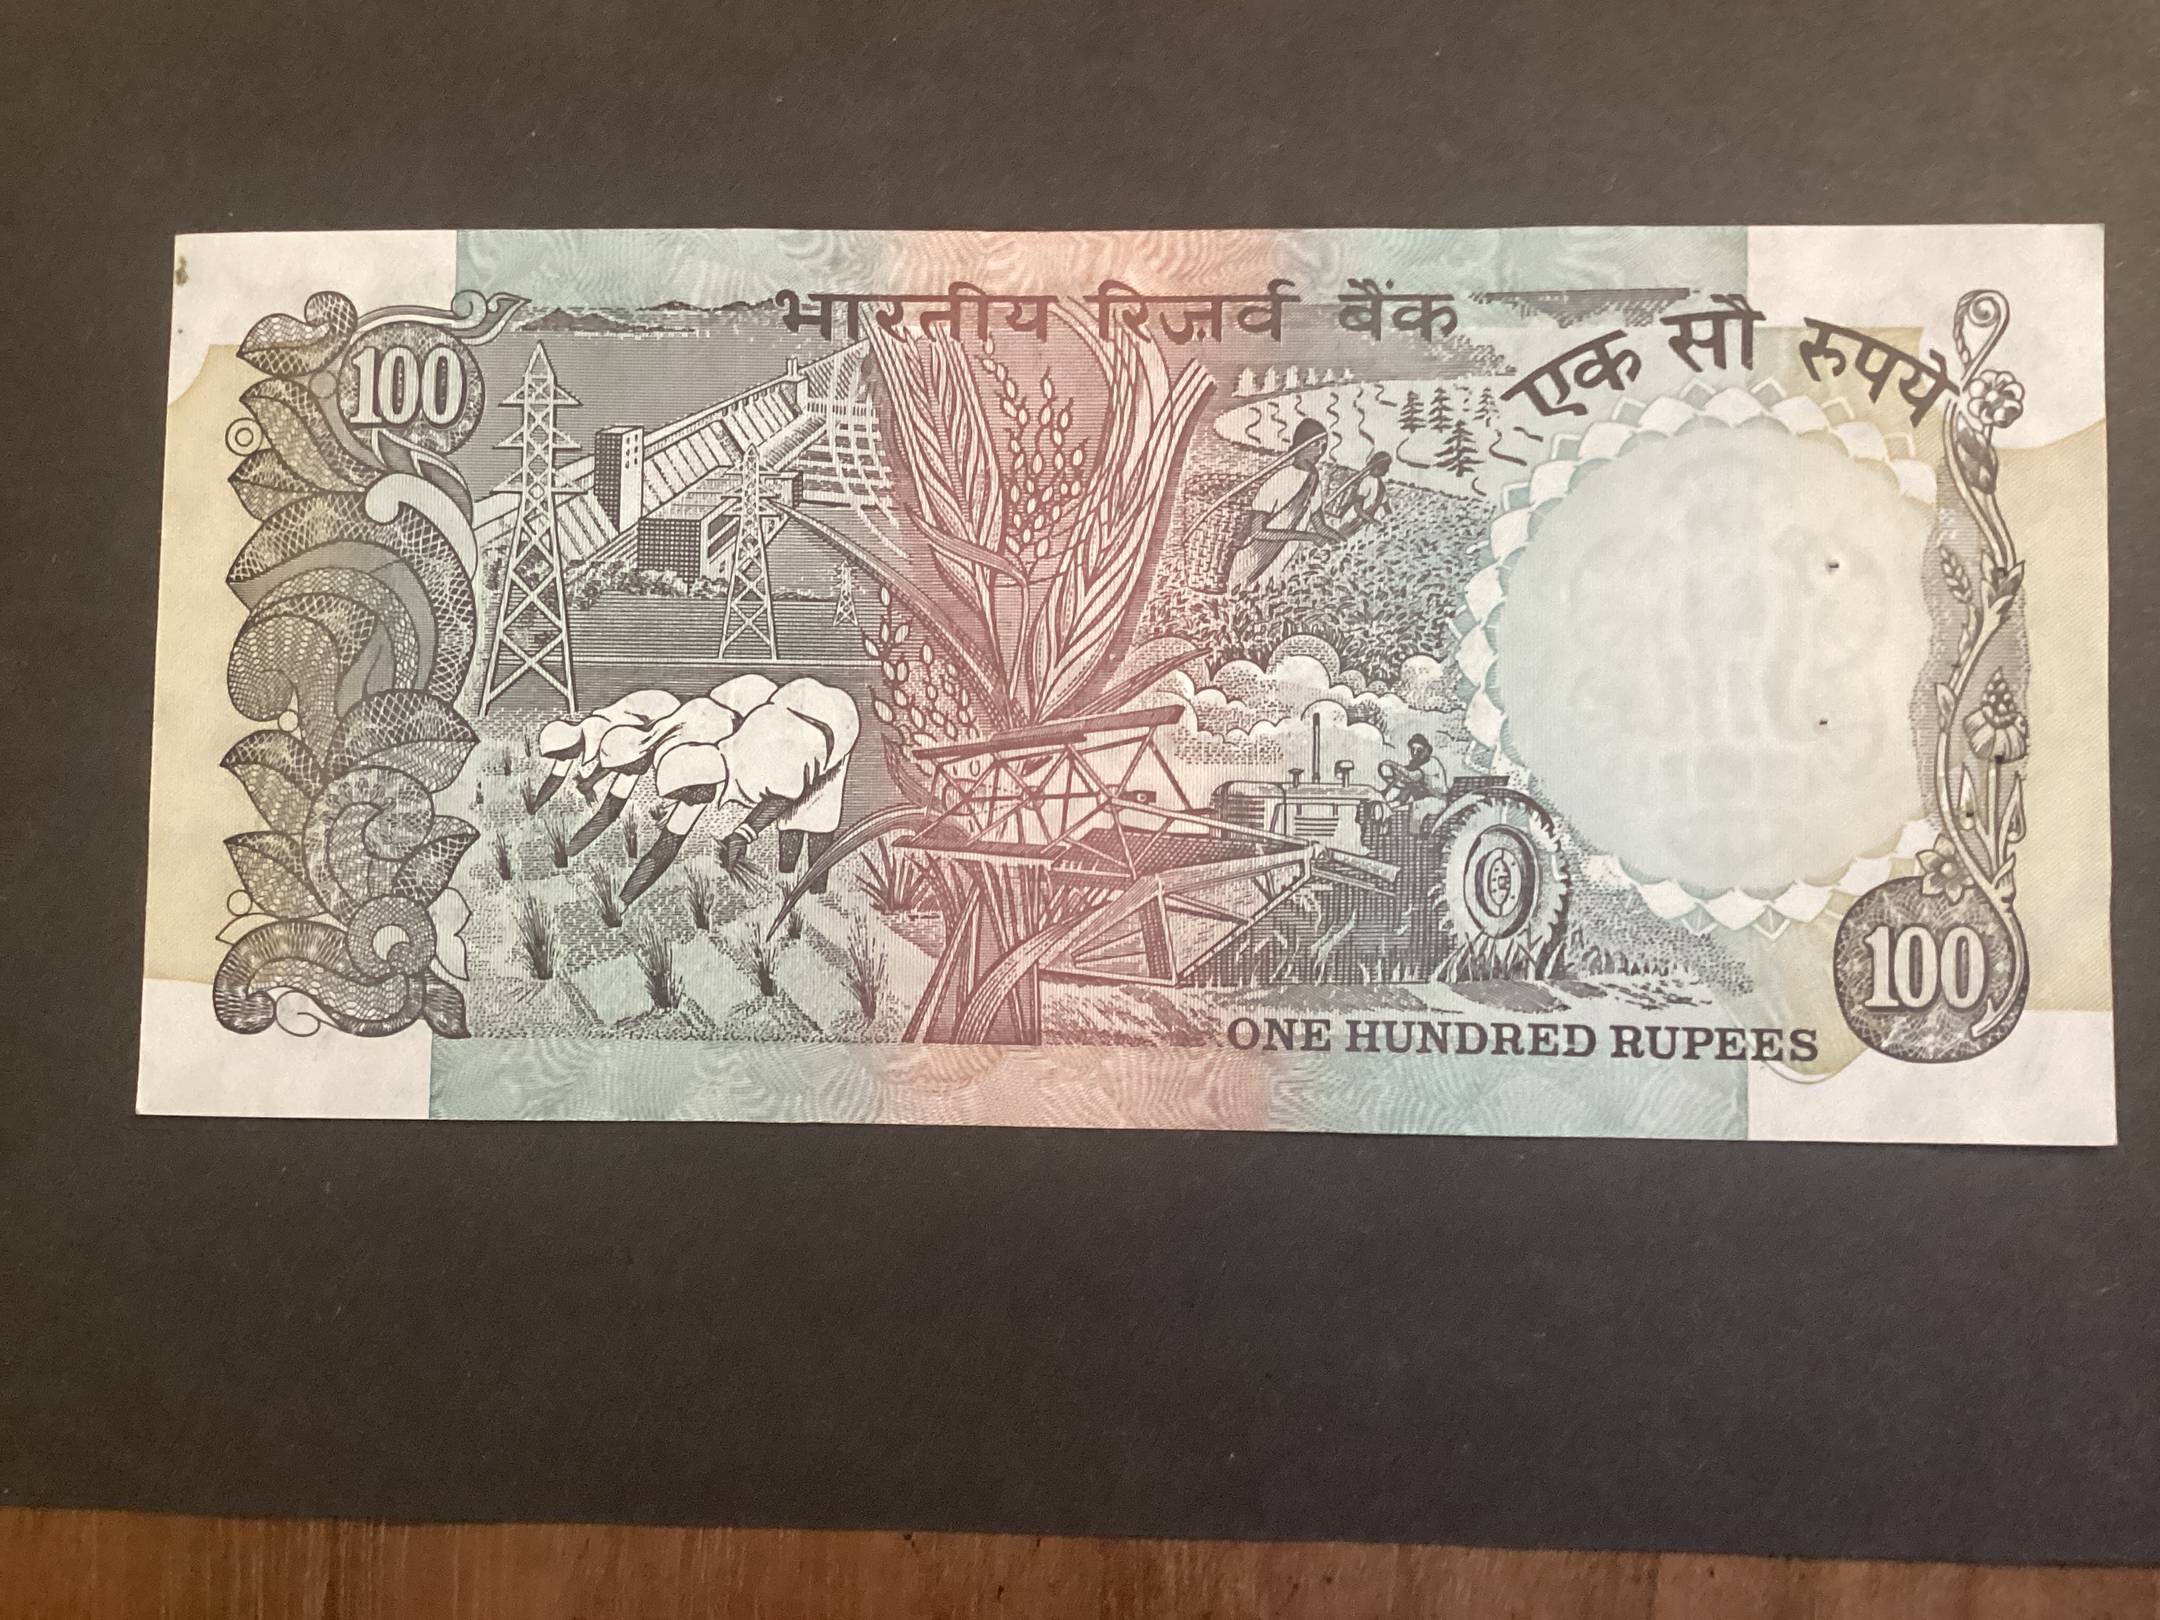 भारतीय रिज़र्व बैंक
एक सौ रुपये
100
ONE HUNDRED RUPEES
100